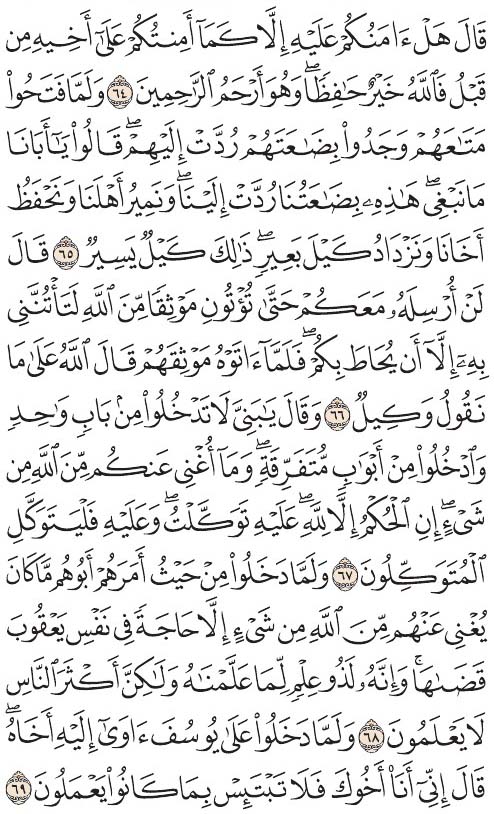 قَالَ هَلْ ءَامَنُكُمْ عَلَيْهِ إِلَّا كَمَآ أَمِنتُكُمْ عَلَىٰٓ أَخِيهِ مِن
قَبْلُ فَٱللَّهُ خَيْرٌ حَٰفِظًاۖ وَهُوَ أَرْحَمُ ٱلرَّٰحِمِينَ ٦٤ وَلَمَّا فَتَحُوا۟
مَتَٰعَهُمْ وَجَدُوا۟ بِضَٰعَتَهُمْ رُدَّتْ إِلَيْهِمْۖ قَالُوا۟ يَٰٓأَبَانَا
مَا نَبْغِىۖ هَٰذِهِۦ بِضَٰعَتُنَا رُدَّتْ إِلَيْنَاۖ وَنَمِيرُ أَهْلَنَا وَنَحْفَظُ
أَخَانَا وَنَزْدَادُ كَيْلَ بَعِيرٍۖ ذَٰلِكَ كَيْلٌ يَسِيرٌ ٦٥ قَالَ
لَنْ أُرْسِلَهُۥ مَعَكُمْ حَتَّىٰ تُؤْتُونِ مَوْثِقًا مِّنَ ٱللَّهِ لَتَأْتُنَّنِى
بِهِۦٓ إِلَّآ أَن يُحَاطَ بِكُمْۖ فَلَمَّآ ءَاتَوْهُ مَوْثِقَهُمْ قَالَ ٱللَّهُ عَلَىٰ مَا
نَقُولُ وَكِيلٌ ٦٦ وَقَالَ يَٰبَنِىَّ لَا تَدْخُلُوا۟ مِنۢ بَابٍ وَٰحِدٍ
وَٱدْخُلُوا۟ مِنْ أَبْوَٰبٍ مُّتَفَرِّقَةٍۖ وَمَآ أُغْنِى عَنكُم مِّنَ ٱللَّهِ مِن
شَىْءٍۖ إِنِ ٱلْحُكْمُ إِلَّا لِلَّهِۖ عَلَيْهِ تَوَكَّلْتُۖ وَعَلَيْهِ فَلْيَتَوَكَّلِ
ٱلْمُتَوَكِّلُونَ ٦٧ وَلَمَّا دَخَلُوا۟ مِنْ حَيْثُ أَمَرَهُمْ أَبُوهُم مَّا كَانَ
يُغْنِى عَنْهُم مِّنَ ٱللَّهِ مِن شَىْءٍ إِلَّا حَاجَةً فِى نَفْسِ يَعْقُوبَ
قَضَىٰهَاۚ وَإِنَّهُۥ لَذُو عِلْمٍ لِّمَا عَلَّمْنَٰهُ وَلَٰكِنَّ أَكْثَرَ ٱلنَّاسِ
لَا يَعْلَمُونَ ٦٨ وَلَمَّا دَخَلُوا۟ عَلَىٰ يُوسُفَ ءَاوَىٰٓ إِلَيْهِ أَخَاهُۖ
قَالَ إِنِّىٓ أَنَا۠ أَخُوكَ فَلَا تَبْتَئِسْ بِمَا كَانُوا۟ يَعْمَلُونَ ٦٩